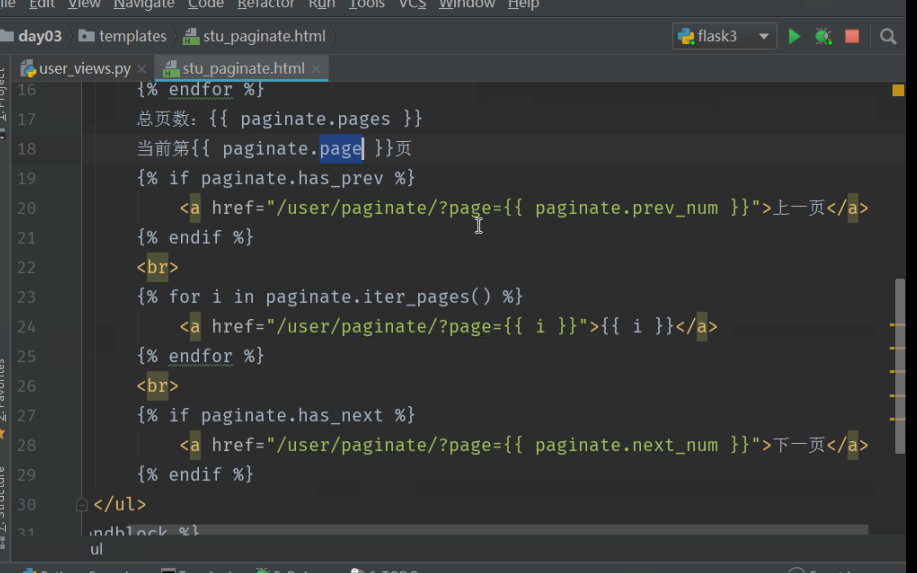 File Edit View Navigate Code Refactor Run Tools VCS Window Help
day03 templates stu_paginate.html flask3
user_views.py stu_paginate.html
1: Project
16 {% endfor %}
17 总页数: {{ paginate.pages }}
18 当前第{{ paginate.page }}页
19 {% if paginate.has_prev %}
20 <a href="/user/paginate/?page={{ paginate.prev_num }}">上一页</a>
21 {% endif %}
22 <br>
23 {% for i in paginate.iter_pages() %}
24 <a href="/user/paginate/?page={{ i }}">{{ i }}</a>
25 {% endfor %}
26 <br>
27 {% if paginate.has_next %}
28 <a href="/user/paginate/?page={{ paginate.next_num }}">下一页</a>
29 {% endif %}
30 </ul>
31 ndblock %}
2: Favorites
7: Structure
ul